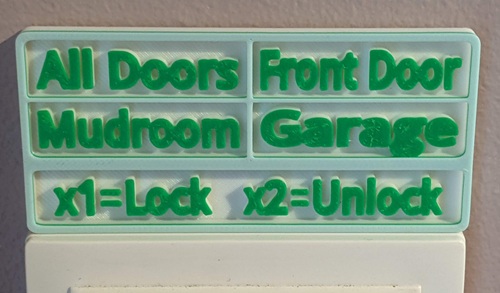 All Doors Front Door
Mudroom Garage
x1=Lock x2=Unlock